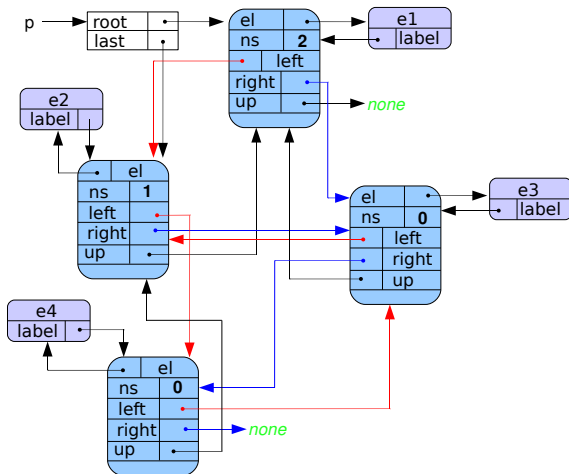 p
root
last
el
ns 2
left
right
up
none
e1
label
e2
label
el
ns 1
left
right
up
e3
label
el
ns 0
left
right
up
e4
label
el
ns 0
left
right
up
none